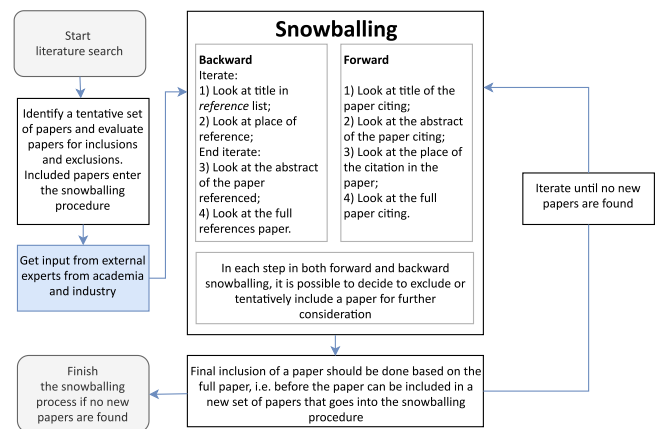 Start
literature search
Identify a tentative set
of papers and evaluate
papers for inclusions
and exclusions.
Included papers enter
the snowballing
procedure
Get input from external
experts from academia
and industry
Snowballing
Backward
Iterate:
1) Look at title in
reference list;
2) Look at place of
reference;
End iterate:
3) Look at the abstract
of the paper
referenced;
4) Look at the full
references paper.
Forward
1) Look at title of the
paper citing;
2) Look at the abstract
of the paper citing;
3) Look at the place of
the citation in the
paper;
4) Look at the full
paper citing.
In each step in both forward and backward
snowballing, it is possible to decide to exclude or
tentatively include a paper for further
consideration
Iterate until no new
papers are found
Final inclusion of a paper should be done based on the
full paper, i.e. before the paper can be included in a
new set of papers that goes into the snowballing
procedure
Finish
the snowballing
process if no new
papers are found